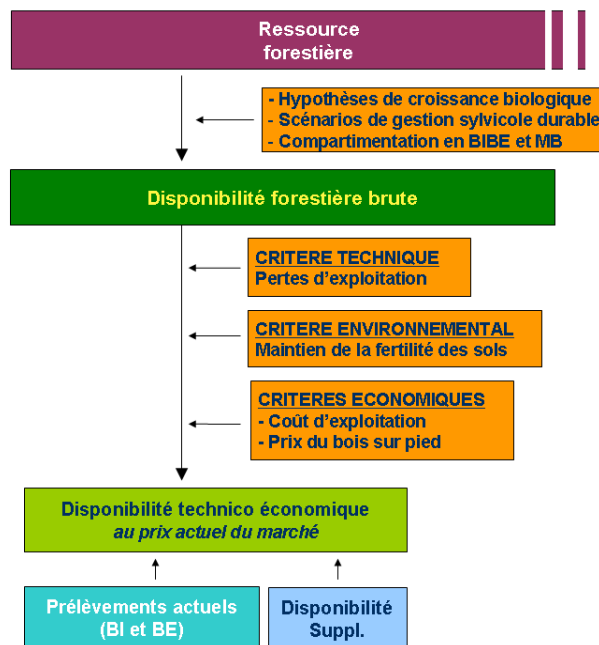 Ressource
forestière
- Hypothèses de croissance biologique
- Scénarios de gestion sylvicole durable
- Compartimentation en BIBE et MB
Disponibilité forestière brute
CRITERE TECHNIQUE
Pertes d’exploitation
CRITERE ENVIRONNEMENTAL
Maintien de la fertilité des sols
CRITERES ECONOMIQUES
- Coût d’exploitation
- Prix du bois sur pied
Disponibilité technico économique
au prix actuel du marché
Prélèvements actuels
(BI et BE)
Disponibilité
Suppl.